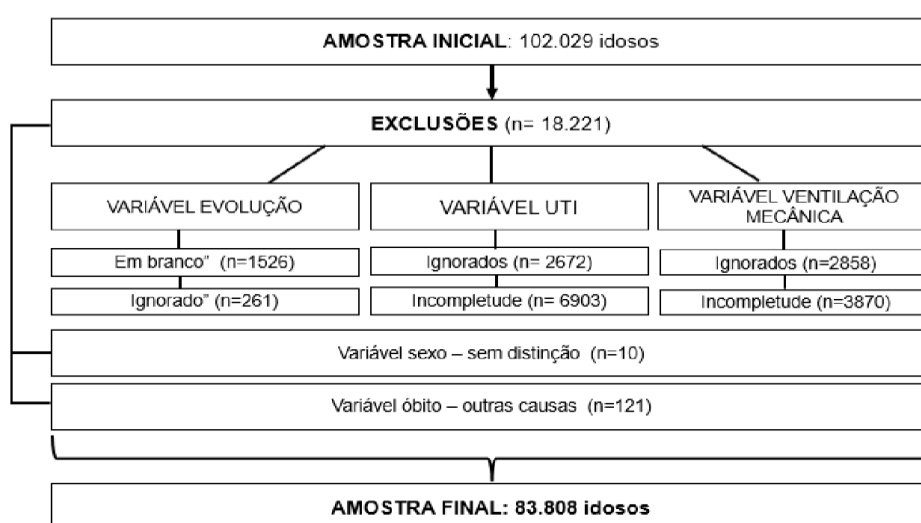 AMOSTRA INICIAL: 102.029 idosos
EXCLUSÕES (n= 18.221)
VARIÁVEL EVOLUÇÃO
VARIÁVEL UTI
VARIÁVEL VENTILAÇÃO
MECÂNICA
Em branco” (n=1526)
Ignorados (n= 2672)
Ignorados (n=2858)
Ignorado” (n=261)
Incompletude (n= 6903)
Incompletude (n=3870)
Variável sexo – sem distinção (n=10)
Variável óbito – outras causas (n=121)
AMOSTRA FINAL: 83.808 idosos